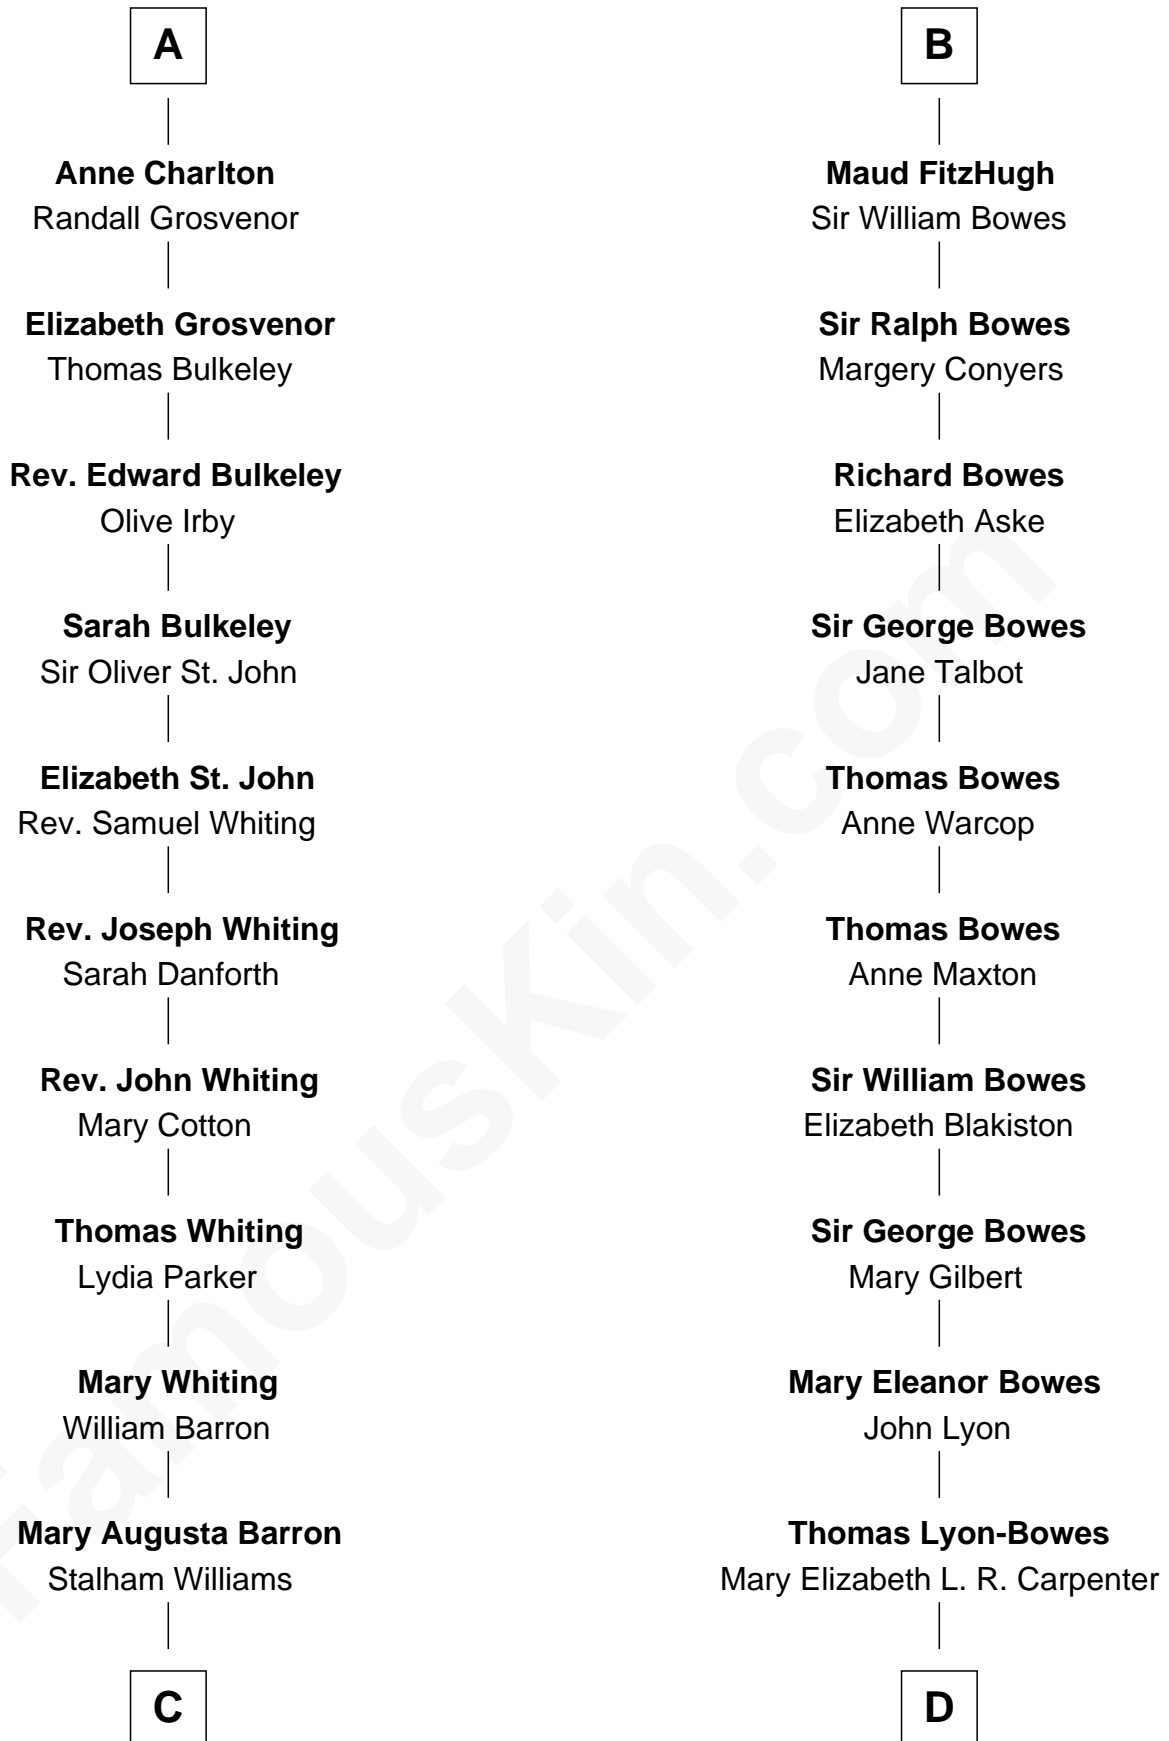 A
Anne Charlton
Randall Grosvenor
Elizabeth Grosvenor
Thomas Bulkeley
Rev. Edward Bulkeley
Olive Irby
Sarah Bulkeley
Sir Oliver St. John
Elizabeth St. John
Rev. Samuel Whiting
Rev. Joseph Whiting
Sarah Danforth
Rev. John Whiting
Mary Cotton
Thomas Whiting
Lydia Parker
Mary Whiting
William Barron
Mary Augusta Barron
Stalham Williams
C
B
Maud FitzHugh
Sir William Bowes
Sir Ralph Bowes
Margery Conyers
Richard Bowes
Elizabeth Aske
Sir George Bowes
Jane Talbot
Thomas Bowes
Anne Warcop
Thomas Bowes
Anne Maxton
Sir William Bowes
Elizabeth Blakiston
Sir George Bowes
Mary Gilbert
Mary Eleanor Bowes
John Lyon
Thomas Lyon-Bowes
Mary Elizabeth L. R. Carpenter
D
FamousKin.com